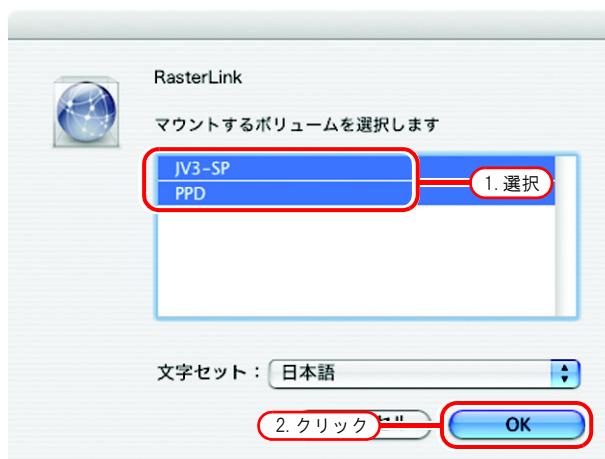 RasterLink
マウントするボリュームを選択します
JV3-SP
PPD
1. 選択
文字セット： 日本語
2. クリック
OK